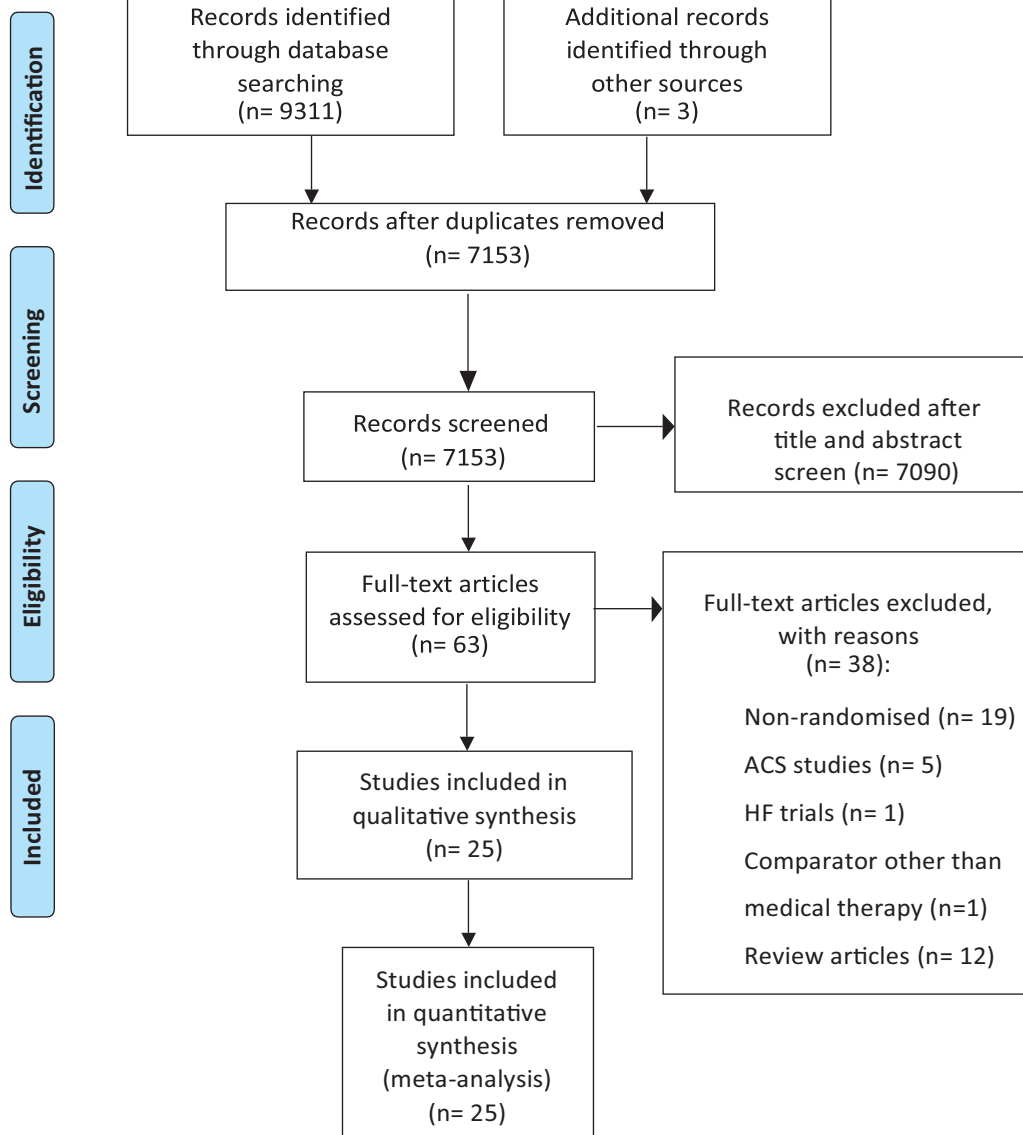 Identification
Records identified
through database
searching
(n= 9311)
Additional records
identified through
other sources
(n= 3)
Records after duplicates removed
(n= 7153)
Screening
Records screened
(n= 7153)
Records excluded after
title and abstract
screen (n= 7090)
Eligibility
Full-text articles
assessed for eligibility
(n= 63)
Full-text articles excluded,
with reasons
(n= 38):
Non-randomised (n= 19)
ACS studies (n= 5)
HF trials (n= 1)
Comparator other than
medical therapy (n=1)
Review articles (n= 12)
Included
Studies included in
qualitative synthesis
(n= 25)
Studies included
in quantitative
synthesis
(meta-analysis)
(n= 25)